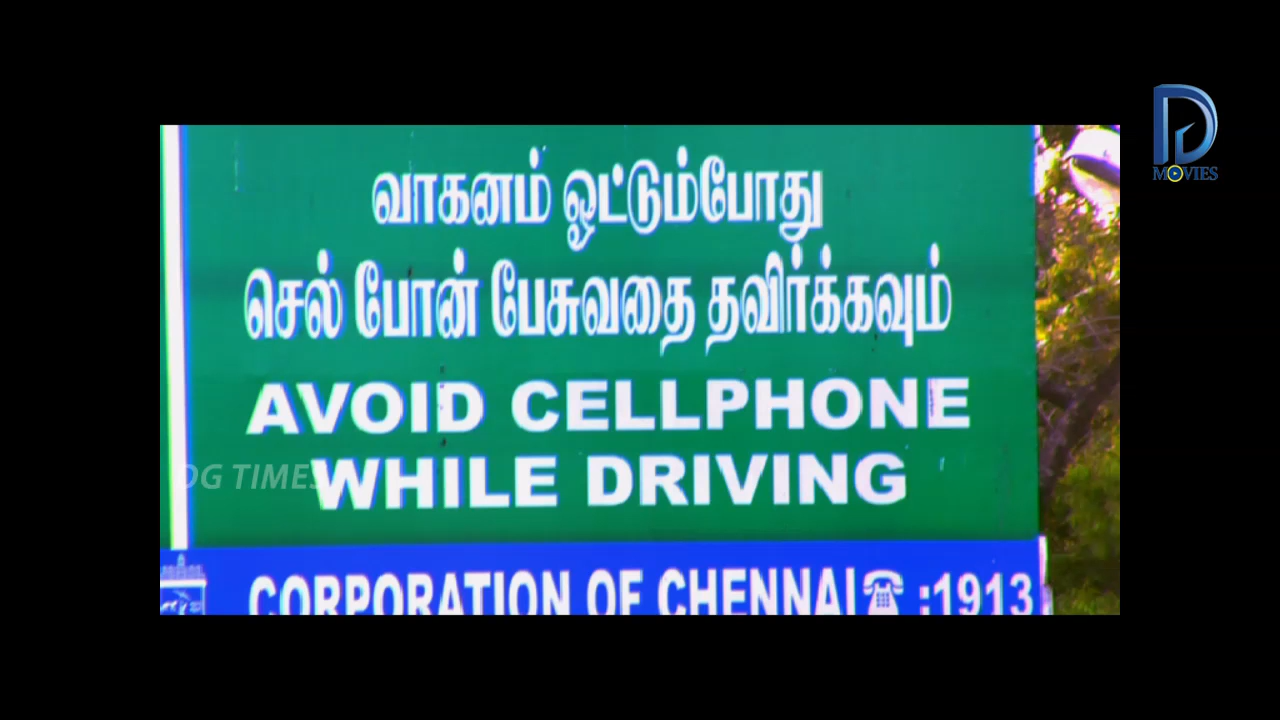 வாகனம் ஓட்டும்போது
செல் போன் பேசுவதை தவிர்க்கவும்
AVOID CELLPHONE
WHILE DRIVING
DG TIMES
CORPORATION OF CHENNAI ☎ :1913
D MOVIES